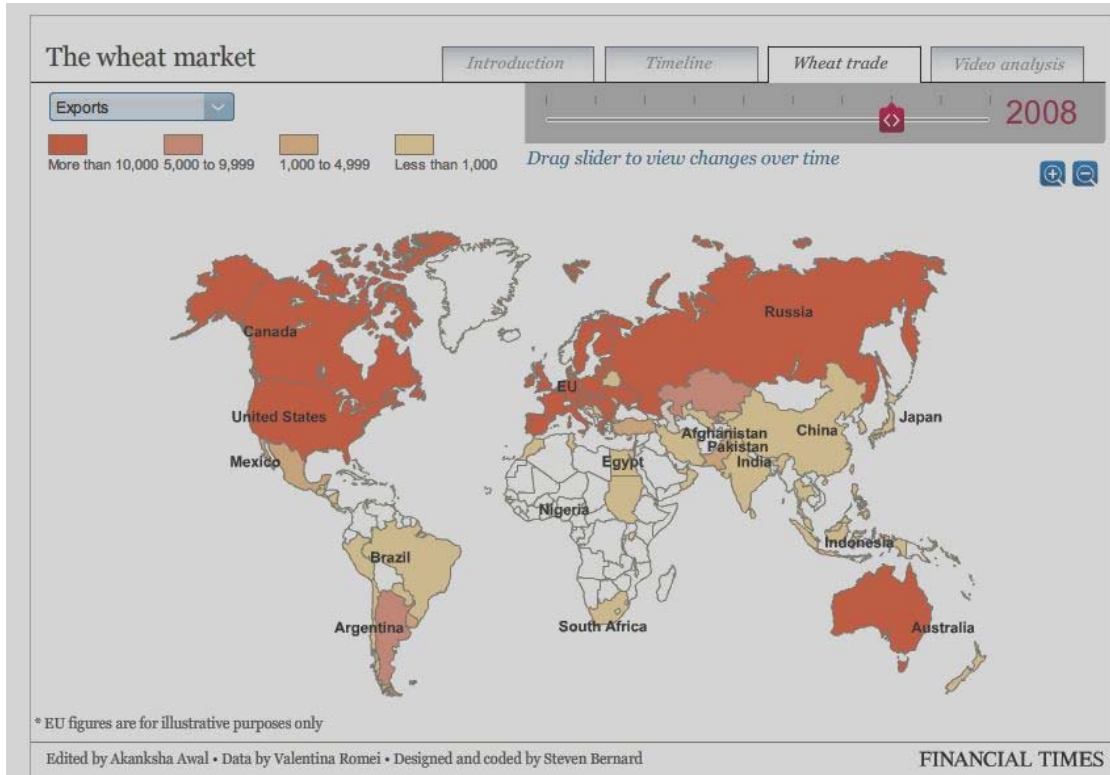 The wheat market
Introduction
Timeline
Wheat trade
Video analysis
Exports
2008
More than 10,000
5,000 to 9,999
1,000 to 4,999
Less than 1,000
Drag slider to view changes over time
Canada
Russia
EU
United States
Japan
Afghanistan
China
Pakistan
Mexico
Egypt
India
Nigeria
Indonesia
Brazil
Argentina
South Africa
Australia
* EU figures are for illustrative purposes only
Edited by Akanksha Awal • Data by Valentina Romei • Designed and coded by Steven Bernard
FINANCIAL TIMES